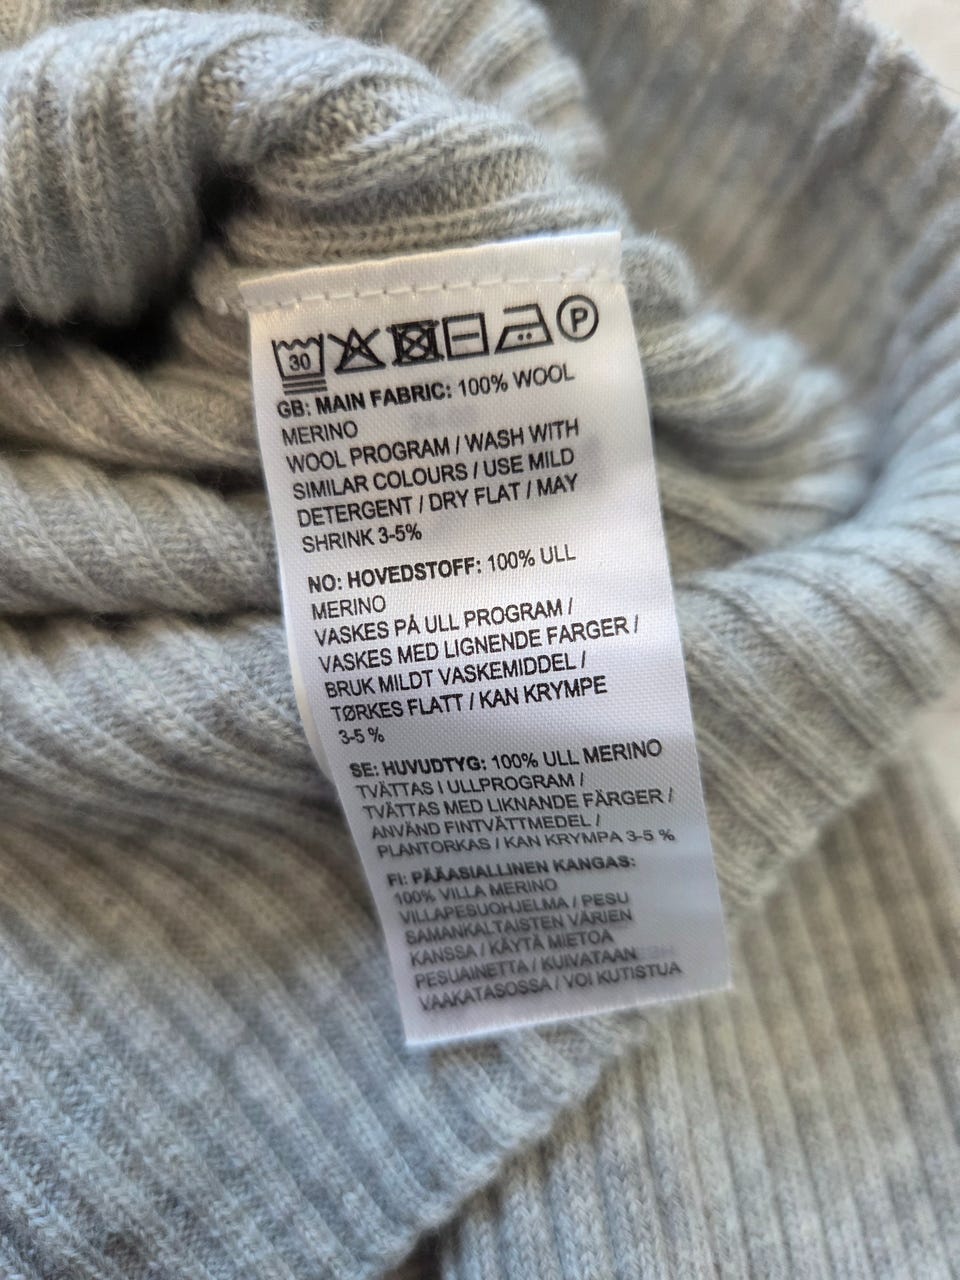 30 P
GB: MAIN FABRIC: 100% WOOL
MERINO
WOOL PROGRAM / WASH WITH
SIMILAR COLOURS / USE MILD
DETERGENT / DRY FLAT / MAY
SHRINK 3-5%
NO: HOVEDSTOFF: 100% ULL
MERINO
VASKES PÅ ULL PROGRAM /
VASKES MED LIGNENDE FARGER /
BRUK MILDT VASKEMIDDEL /
TØRKES FLATT / KAN KRYMPE
3-5 %
SE: HUVUDTYG: 100% ULL MERINO
TVÄTTAS I ULLPROGRAM /
TVÄTTAS MED LIKNANDE FÄRGER /
ANVÄND FINTVÄTTMEDEL /
PLANTORKAS / KAN KRYMPA 3-5 %
FI: PÄÄASIALLINEN KANGAS:
100% VILLA MERINO
VILLAPESUOHJELMA / PESU
SAMANKALTAISTEN VÄRIEN
KANSSA / KÄYTÄ MIETOA
PESUAINETTA / KUIVATAAN
VAAKATASOSSA / VOI KUTISTUA